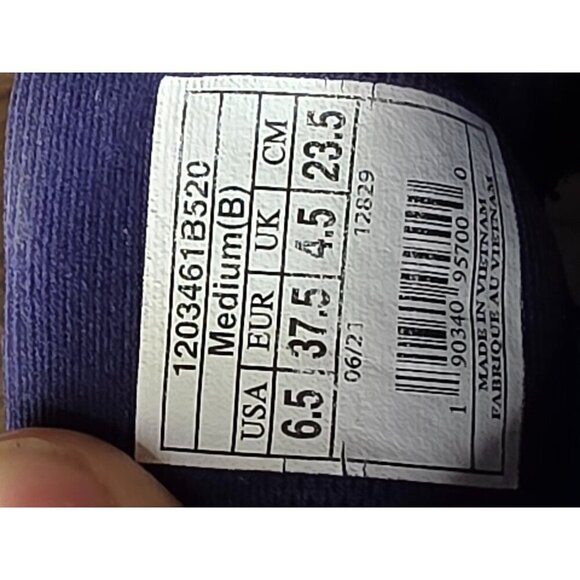 1203461B520
Medium(B)
USA EUR UK CM
6.5 37.5 4.5 23.5
06/21 12829
1 90340 95700 0
MADE IN VIETNAM
FABRIQUE AU VIETNAM